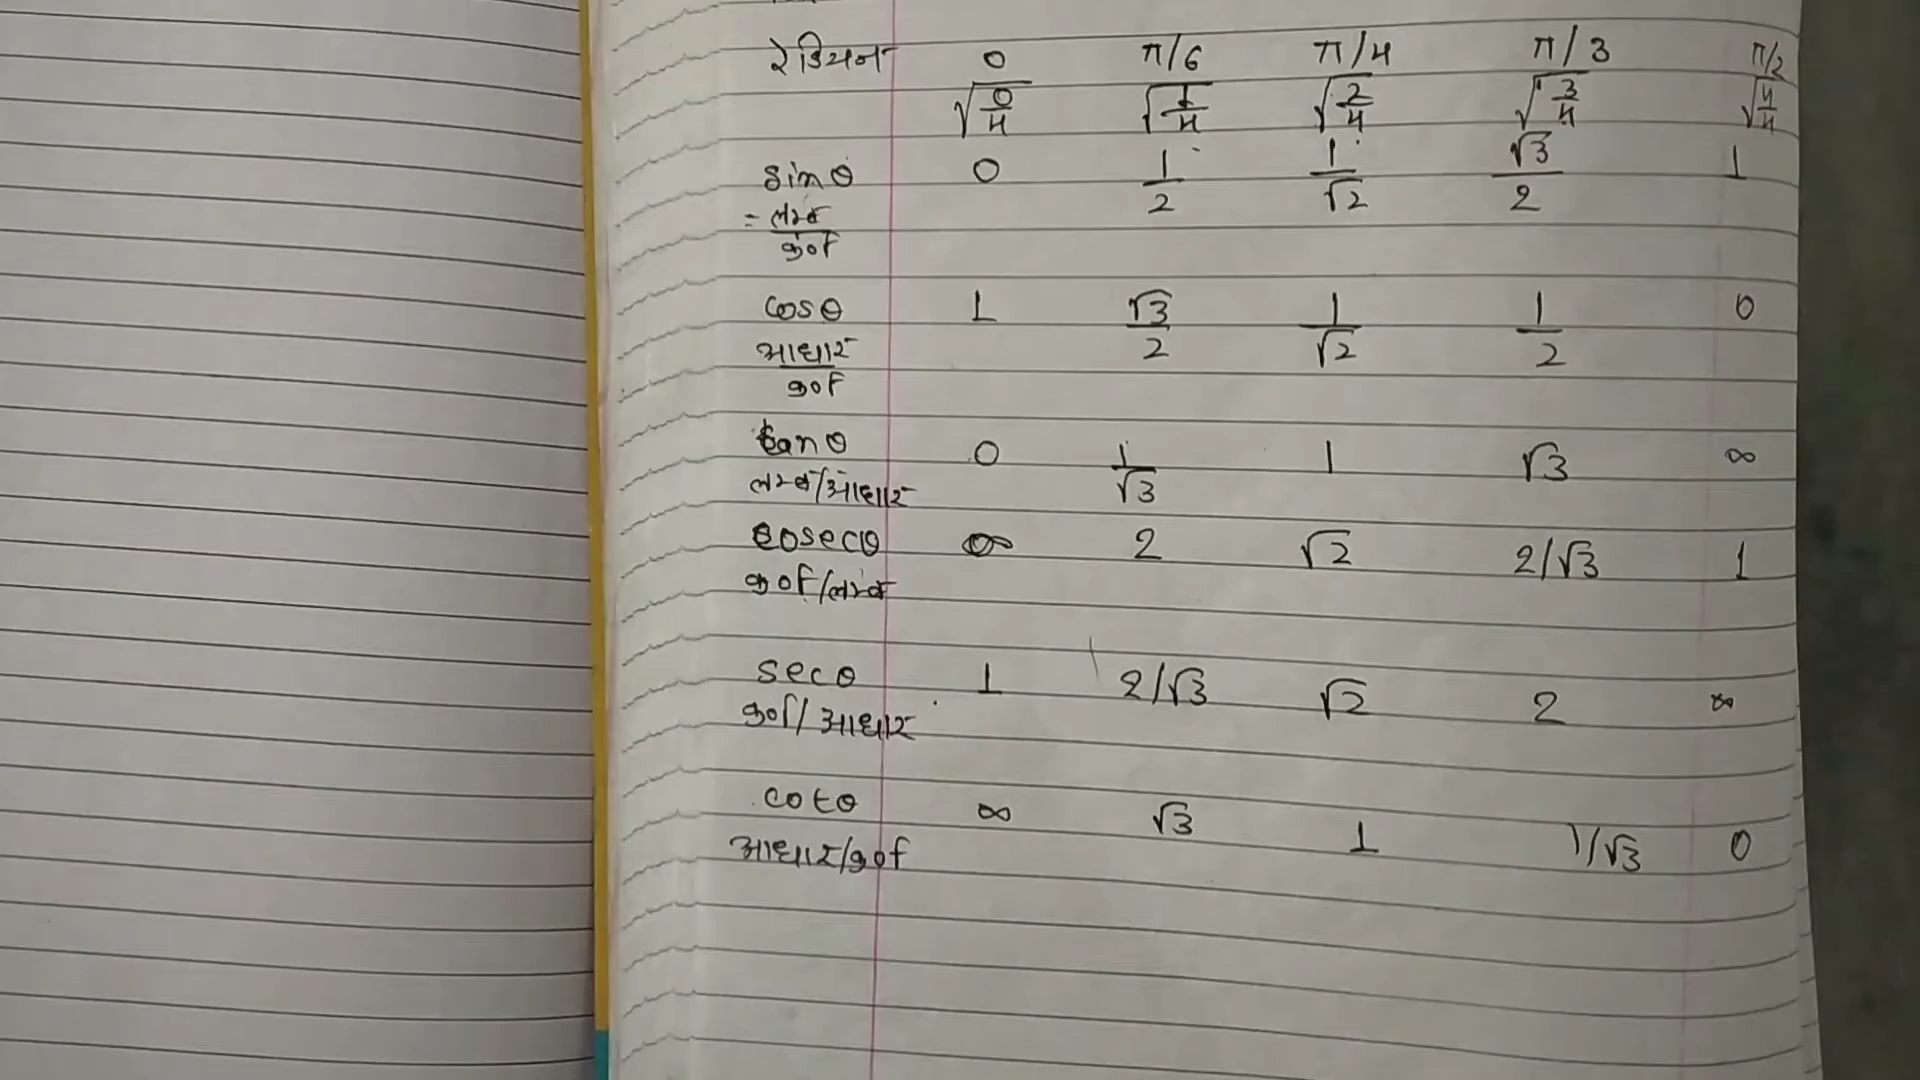 रेडियन 0 π/6 π/4 π/3 π/2
√0/4 √1/4 √2/4 √3/4 √4/4
sinθ 0 1/2 1/√2 √3/2 1
= लम्ब/कर्ण
cosθ 1 √3/2 1/√2 1/2 0
आधार/कर्ण
tanθ 0 1/√3 1 √3 ∞
लम्ब/आधार
cosecθ ∞ 2 √2 2/√3 1
कर्ण/लम्ब
secθ 1 2/√3 √2 2 ∞
कर्ण/आधार
cotθ ∞ √3 1 1/√3 0
आधार/कर्ण